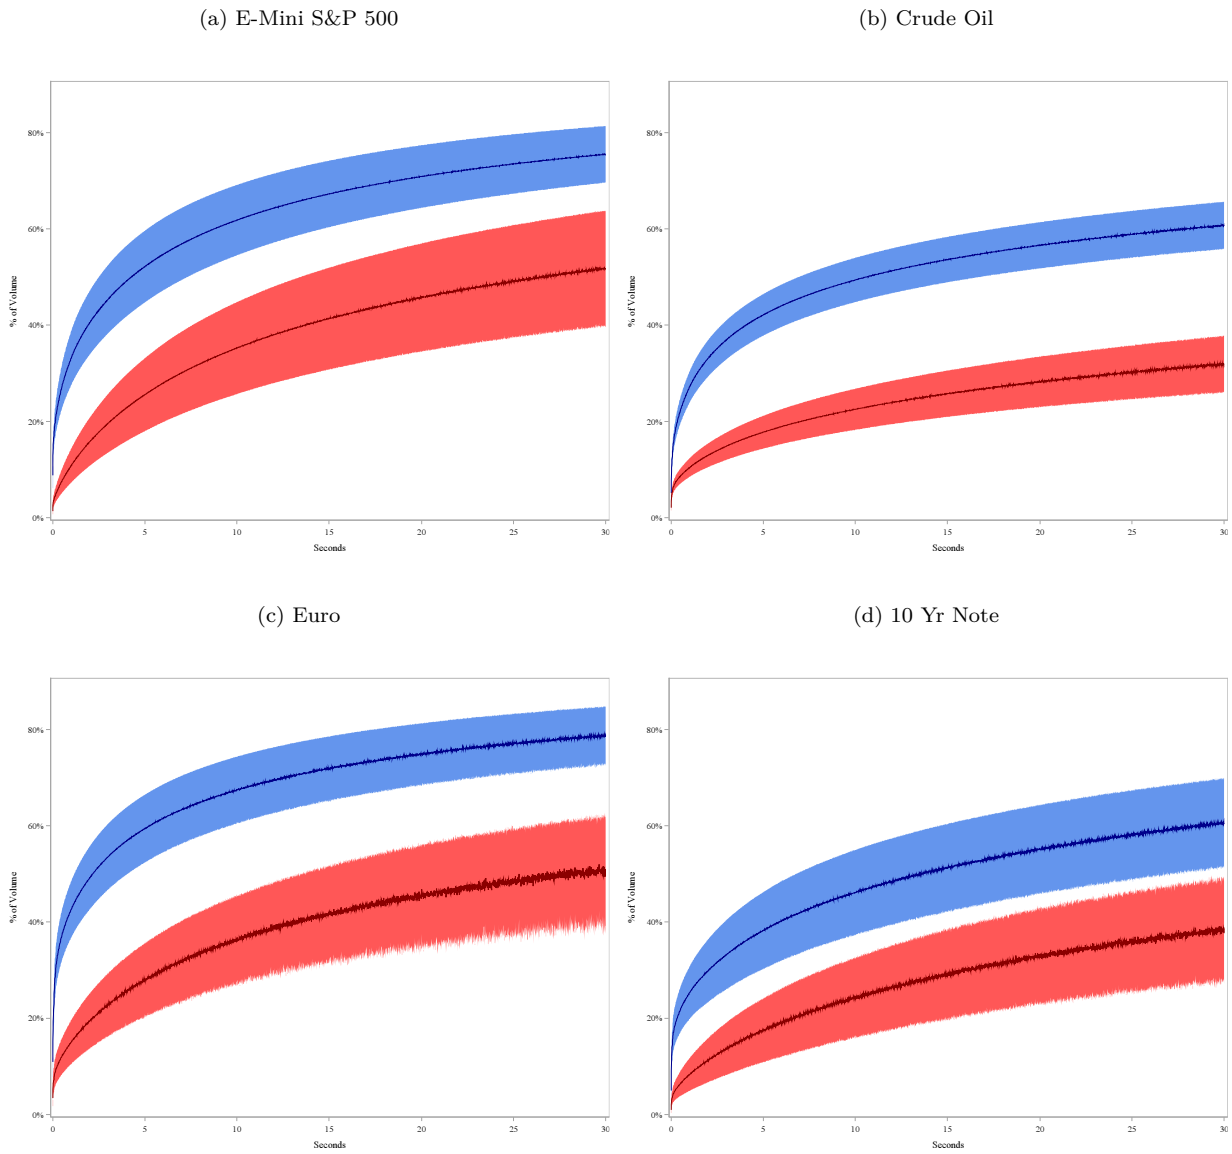 (a) E-Mini S&P 500
(b) Crude Oil
80%
60%
40%
20%
0%
% of Volume
0 5 10 15 20 25 30
Seconds
80%
60%
40%
20%
0%
% of Volume
0 5 10 15 20 25 30
Seconds
(c) Euro
(d) 10 Yr Note
80%
60%
40%
20%
0%
% of Volume
0 5 10 15 20 25 30
Seconds
80%
60%
40%
20%
0%
% of Volume
0 5 10 15 20 25 30
Seconds